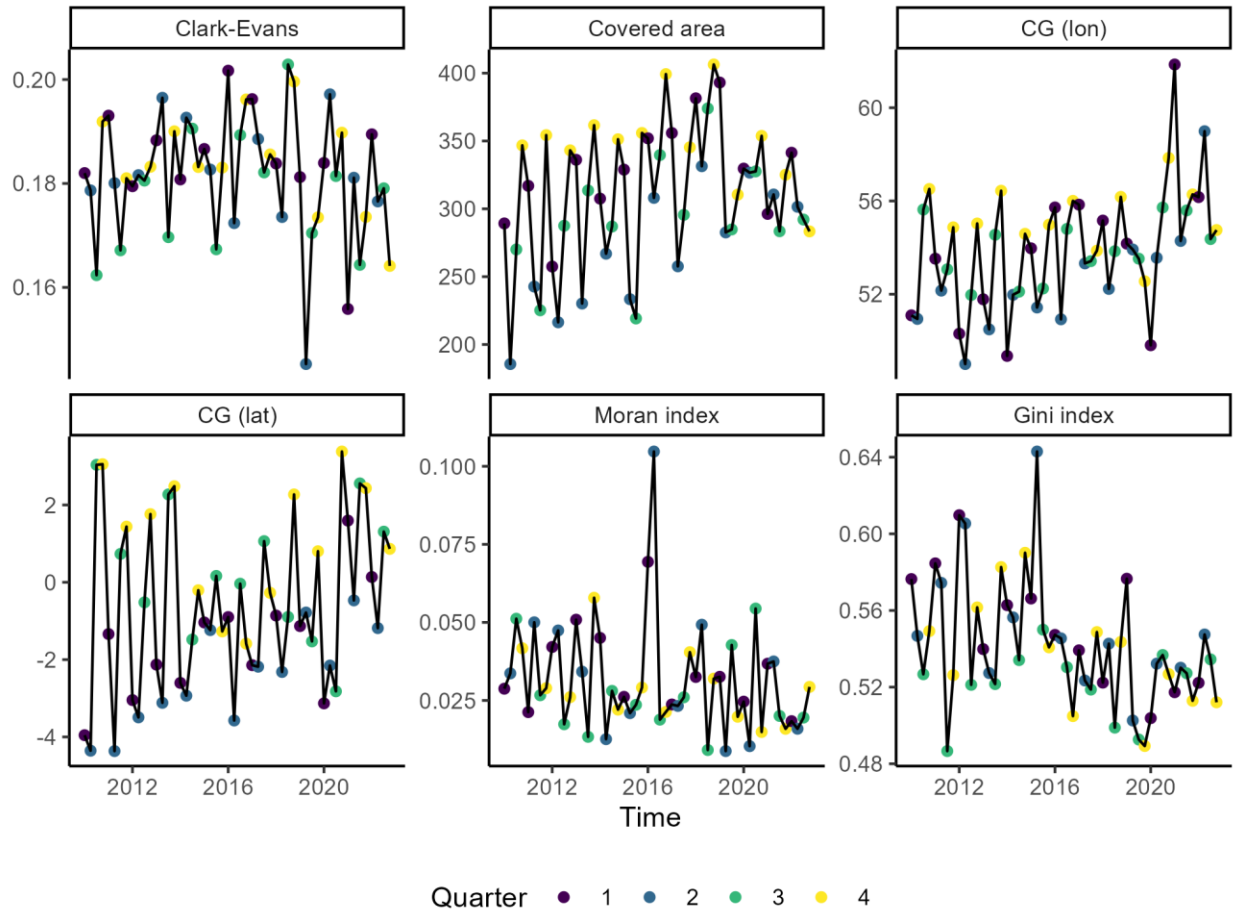 Clark-Evans
Covered area
CG (lon)
0.20
0.18
0.16
400
350
300
250
200
60
56
52
CG (lat)
Moran index
Gini index
2
0
-2
-4
0.100
0.075
0.050
0.025
0.64
0.60
0.56
0.52
0.48
2012 2016 2020
2012 2016 2020
2012 2016 2020
Time
Quarter 1 2 3 4